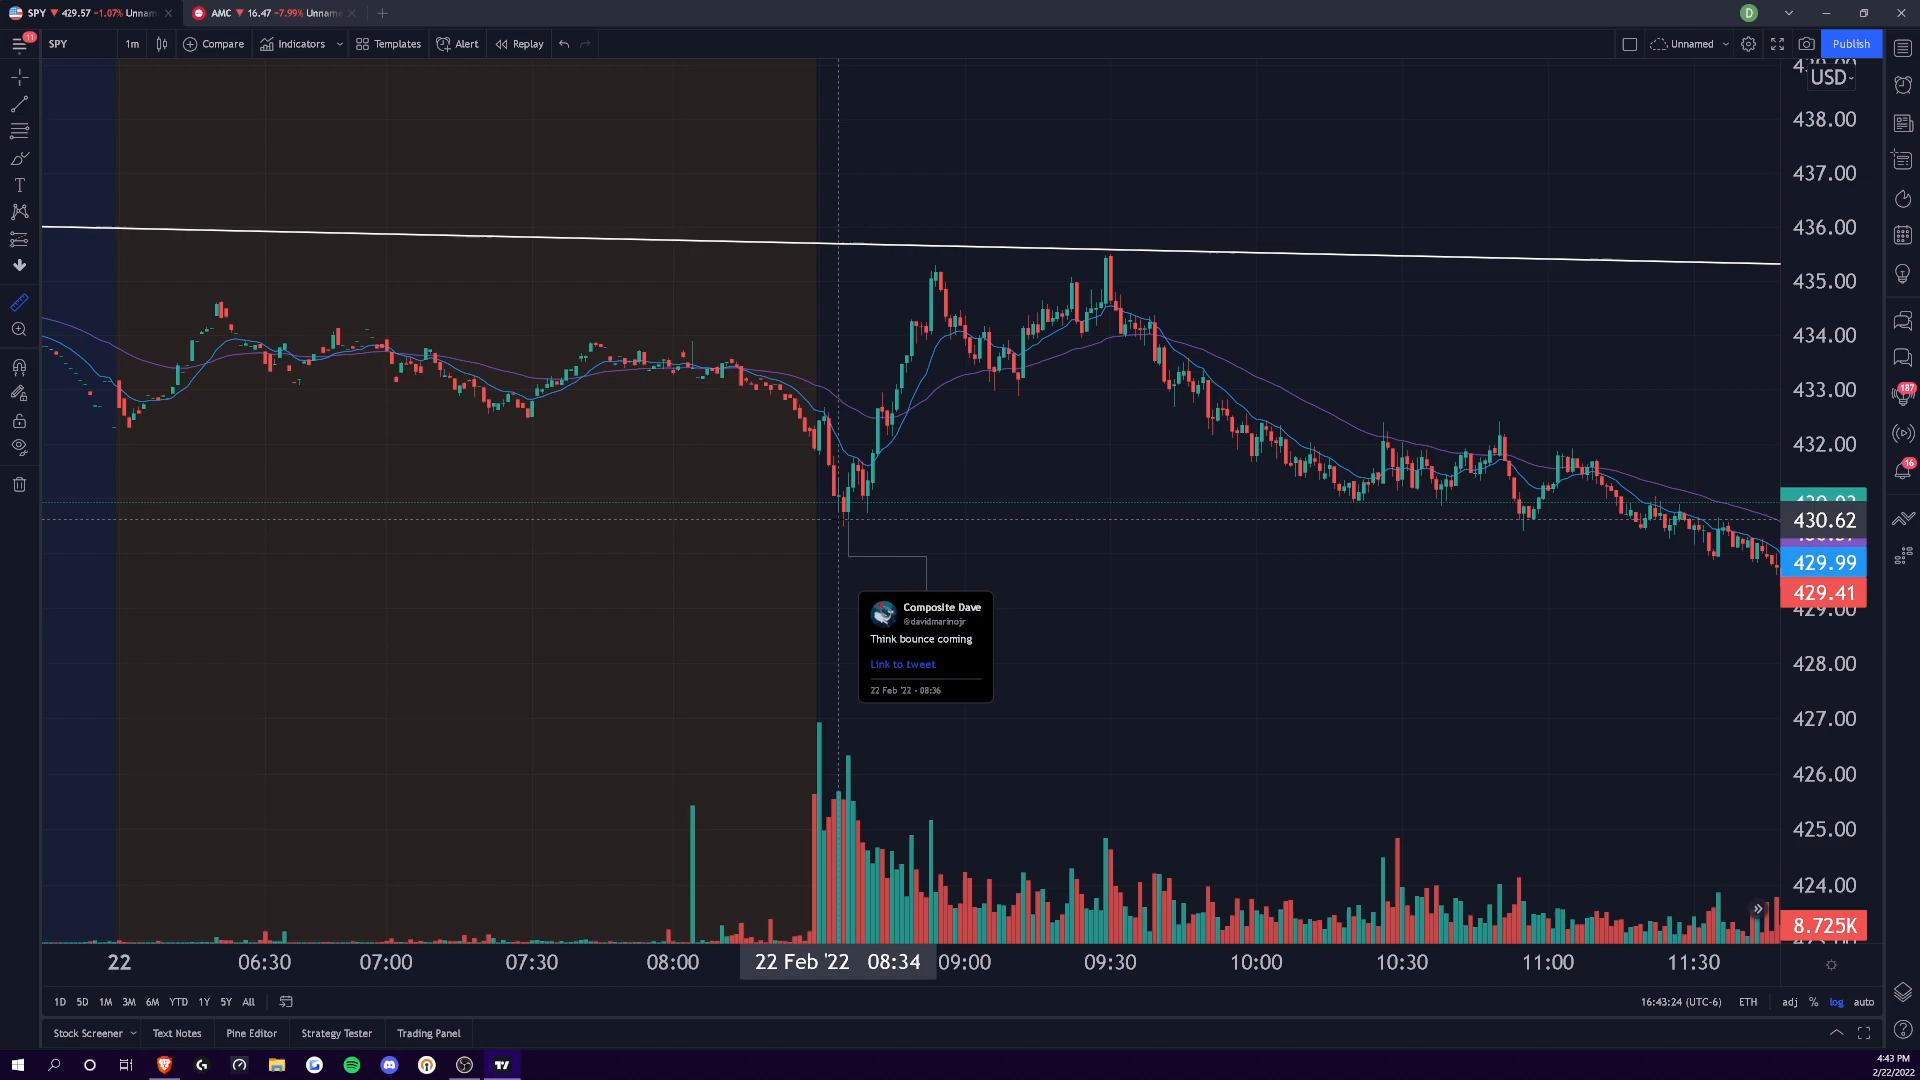 SPY ▼ 429.57 -1.07% Unnam
AMC ▼ 16.47 -7.99% Unname
D
11
SPY
1m
Compare
Indicators
Templates
Alert
Replay
Unnamed
Publish
USD
438.00
437.00
436.00
435.00
434.00
433.00
432.00
430.62
429.99
429.41
429.00
428.00
427.00
426.00
425.00
424.00
8.725K
187
16
Composite Dave
@davidmarinojr
Think bounce coming
Link to tweet
22 Feb '22 - 08:36
22
06:30
07:00
07:30
08:00
22 Feb '22 08:34
09:00
09:30
10:00
10:30
11:00
11:30
1D 5D 1M 3M 6M YTD 1Y 5Y All
16:43:24 (UTC-6) ETH adj % log auto
Stock Screener Text Notes Pine Editor Strategy Tester Trading Panel
4:43 PM
2/22/2022